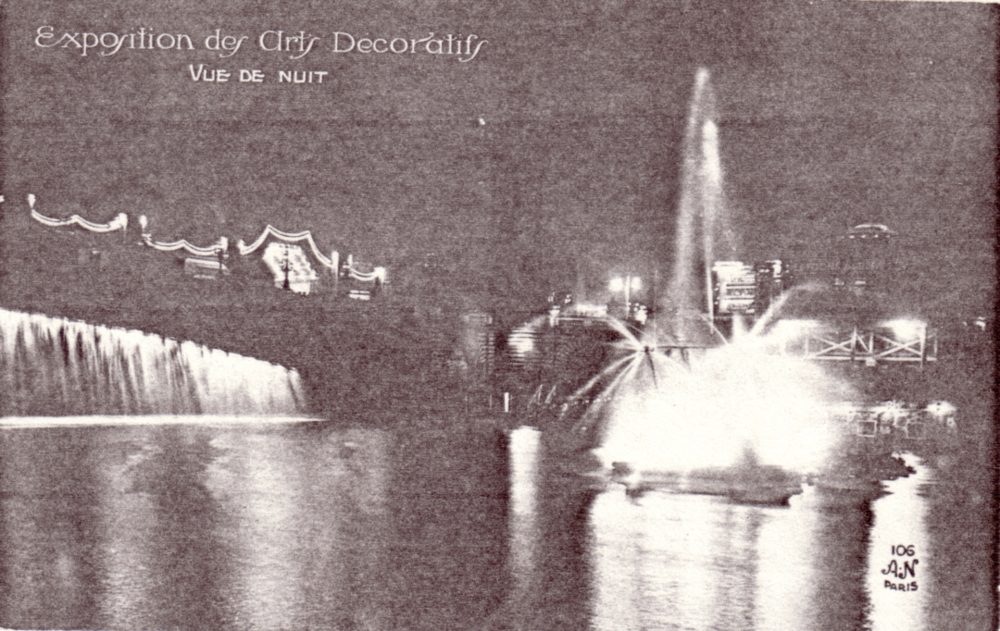 Exposition des Arts Decoratifs
VUE DE NUIT
106
A.N
PARIS